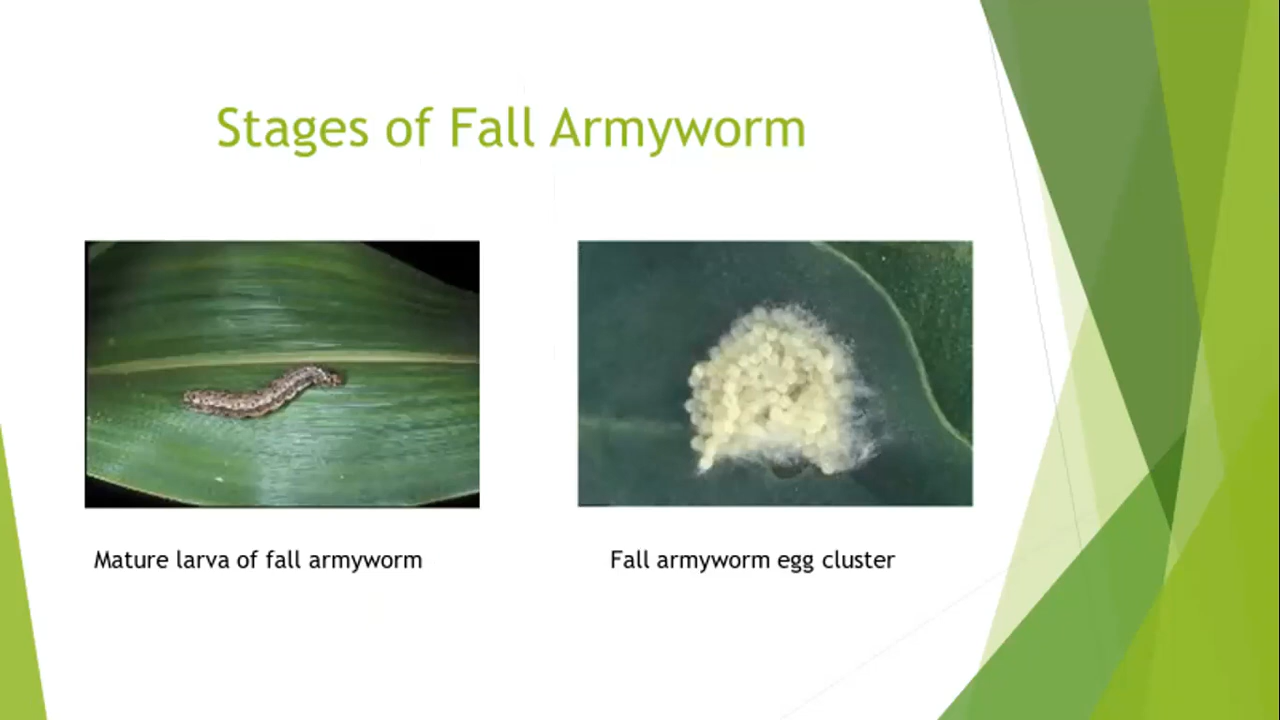 Stages of Fall Armyworm
Mature larva of fall armyworm
Fall armyworm egg cluster